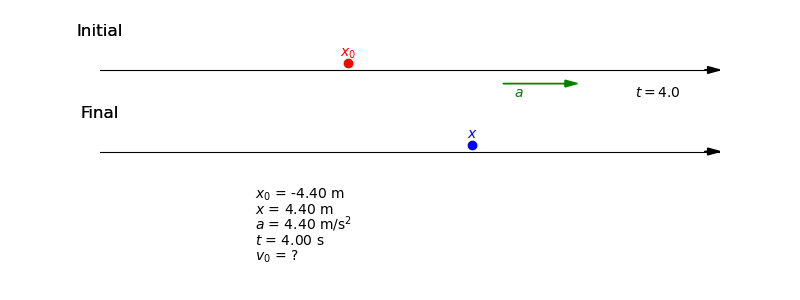 Initial
x₀
a
t = 4.0
Final
x
x₀ = -4.40 m
x = 4.40 m
a = 4.40 m/s²
t = 4.00 s
v₀ = ?